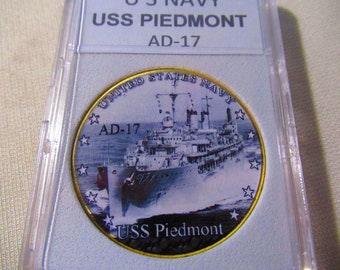 U S NAVY
USS PIEDMONT
AD-17
UNITED STATES NAVY
AD-17
USS Piedmont